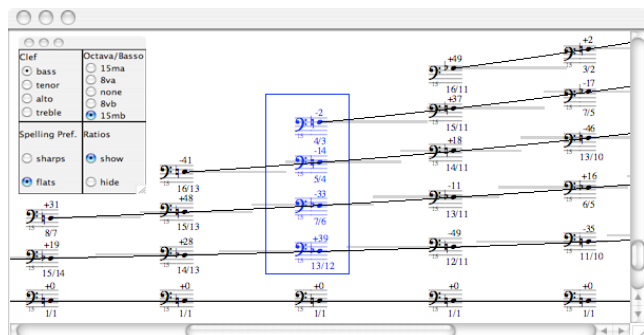 Clef
bass
tenor
alto
treble
Octava/Basso
15ma
8va
none
8vb
15mb
Spelling Pref.
sharps
flats
Ratios
show
hide
+2
3/2
+49
16/11
-17
7/5
+37
15/11
-2
4/3
-46
13/10
+18
14/11
-14
5/4
-41
16/13
+16
6/5
-11
13/11
-33
7/6
+48
15/13
+31
8/7
-35
11/10
-49
12/11
+39
13/12
+28
14/13
+19
15/14
+0
1/1
+0
1/1
+0
1/1
+0
1/1
+0
1/1